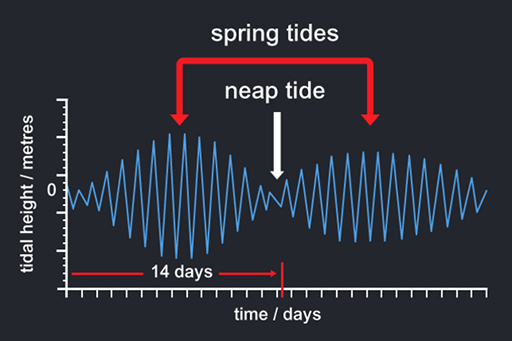 spring tides
neap tide
tidal height / metres
0
14 days
time / days